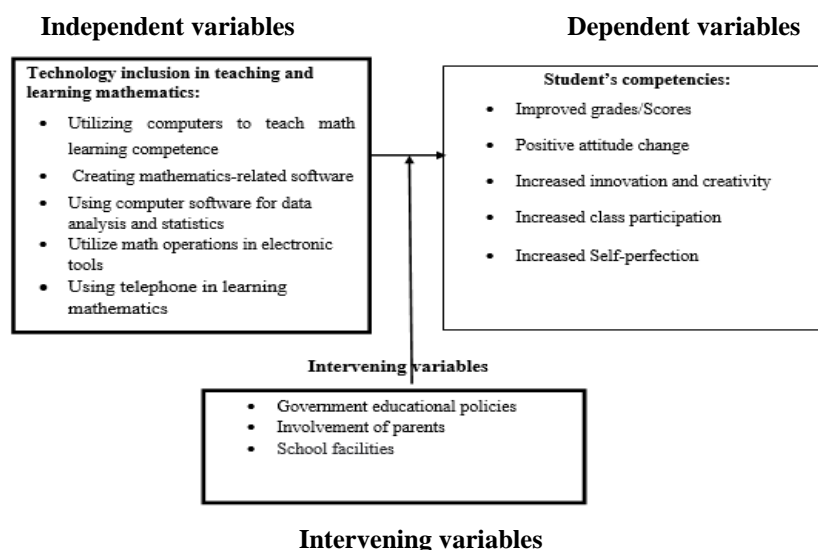 Independent variables
Dependent variables
Technology inclusion in teaching and
learning mathematics:
• Utilizing computers to teach math
learning competence
• Creating mathematics-related software
• Using computer software for data
analysis and statistics
• Utilize math operations in electronic
tools
• Using telephone in learning
mathematics
Student’s competencies:
• Improved grades/Scores
• Positive attitude change
• Increased innovation and creativity
• Increased class participation
• Increased Self-perfection
Intervening variables
• Government educational policies
• Involvement of parents
• School facilities
Intervening variables